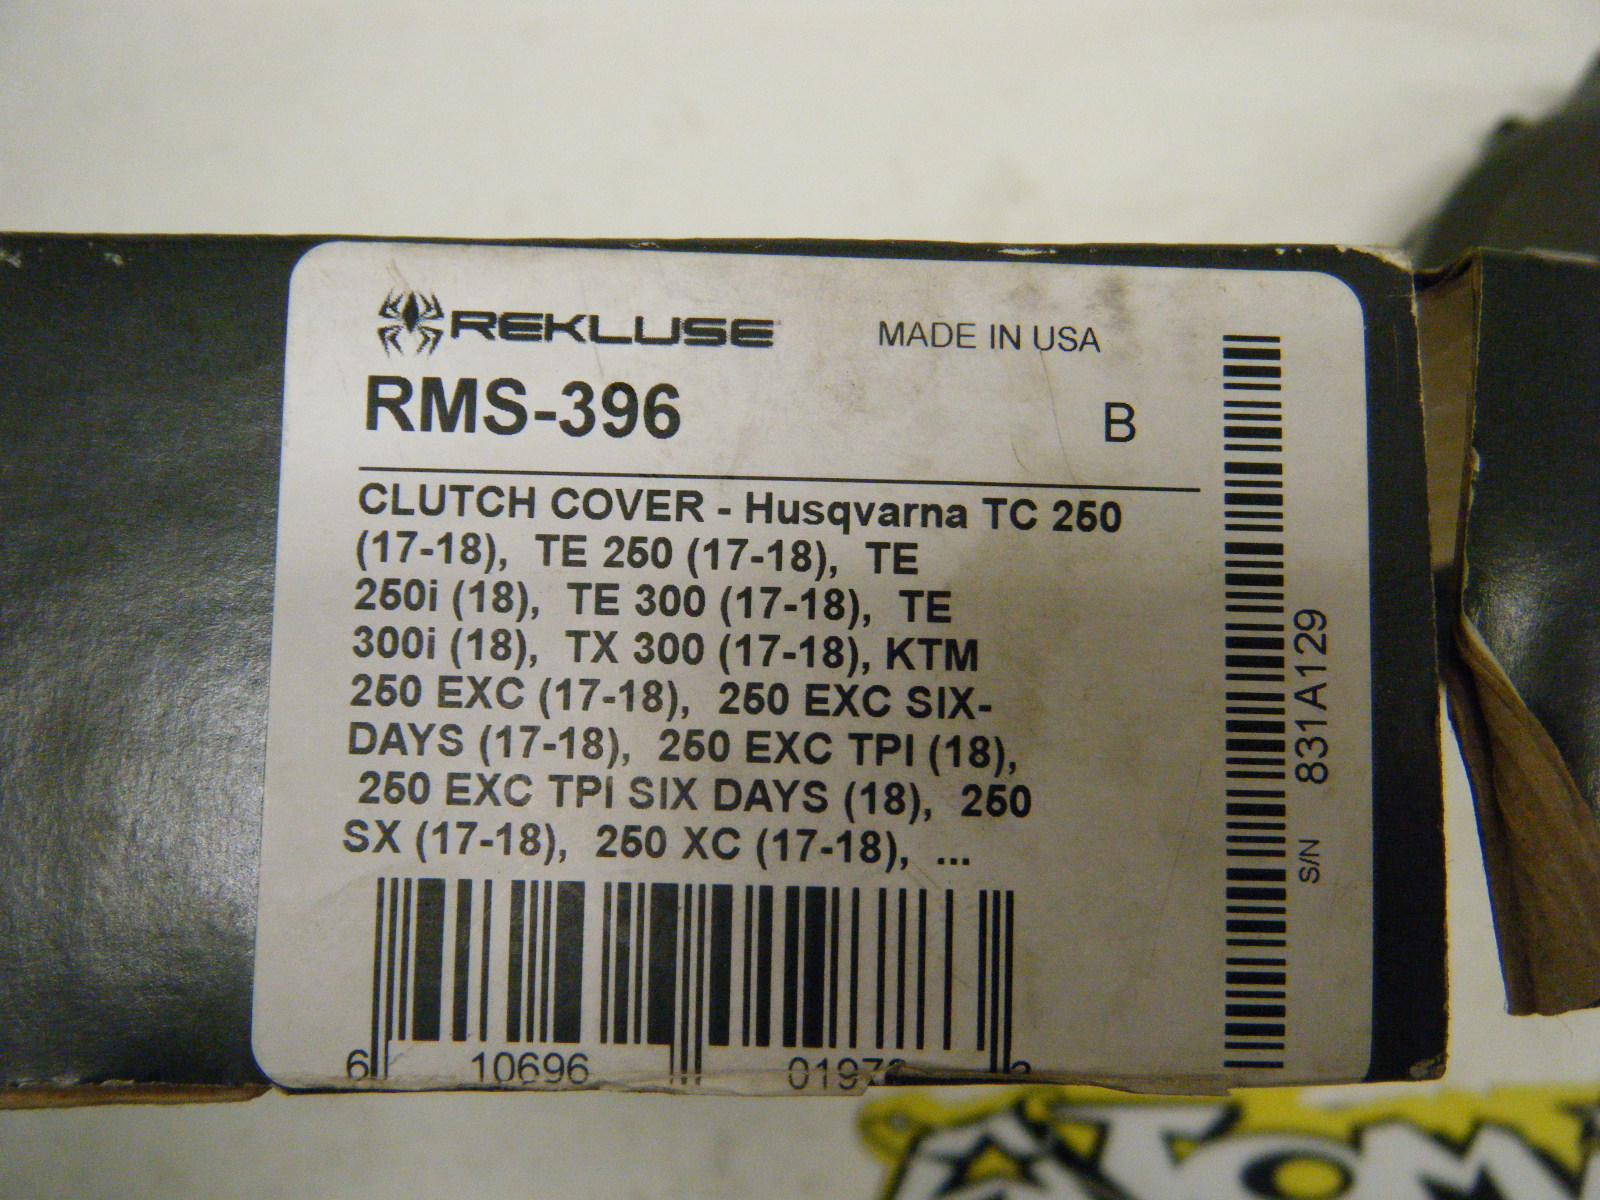 REKLUSE
MADE IN USA
RMS-396
B
CLUTCH COVER - Husqvarna TC 250
(17-18), TE 250 (17-18), TE
250i (18), TE 300 (17-18), TE
300i (18), TX 300 (17-18), KTM
250 EXC (17-18), 250 EXC SIX-
DAYS (17-18), 250 EXC TPI (18),
250 EXC TPI SIX DAYS (18), 250
SX (17-18), 250 XC (17-18), ...
6 10696
S/N 831A129